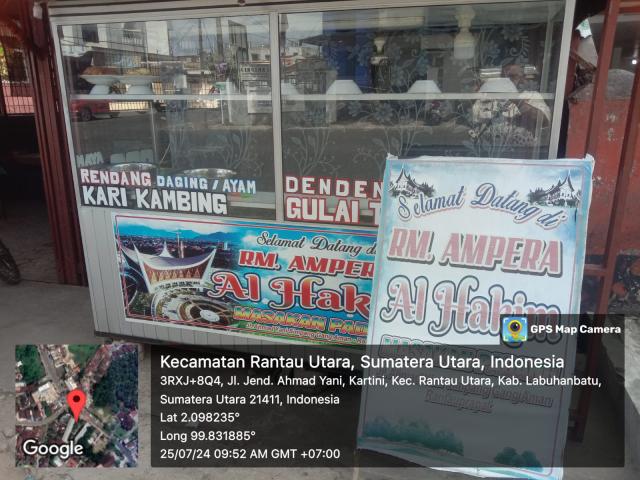 RENDANG DAGING / AYAM
KARI KAMBING
DENDEN
GULAI T
Selamat Datang di
RM. AMPERA
Al Hak
MASAKAN PAD
Selamat Datang di
RM. AMPERA
Al Hakim
GPS Map Camera
Kecamatan Rantau Utara, Sumatera Utara, Indonesia
3RXJ+8Q4, Jl. Jend. Ahmad Yani, Kartini, Kec. Rantau Utara, Kab. Labuhanbatu,
Sumatera Utara 21411, Indonesia
Lat 2.098235°
Long 99.831885°
25/07/24 09:52 AM GMT +07:00
Google